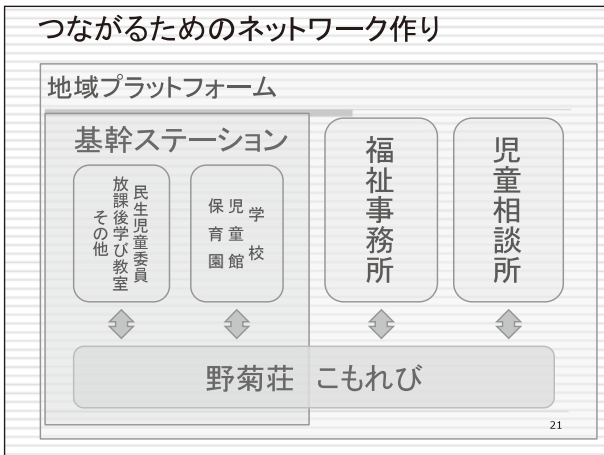 つながるためのネットワーク作り
地域プラットフォーム
基幹ステーション
民生児童委員
放課後学び教室
その他
学校
児童館
保育園
福祉事務所
児童相談所
野菊荘 こもれび
21